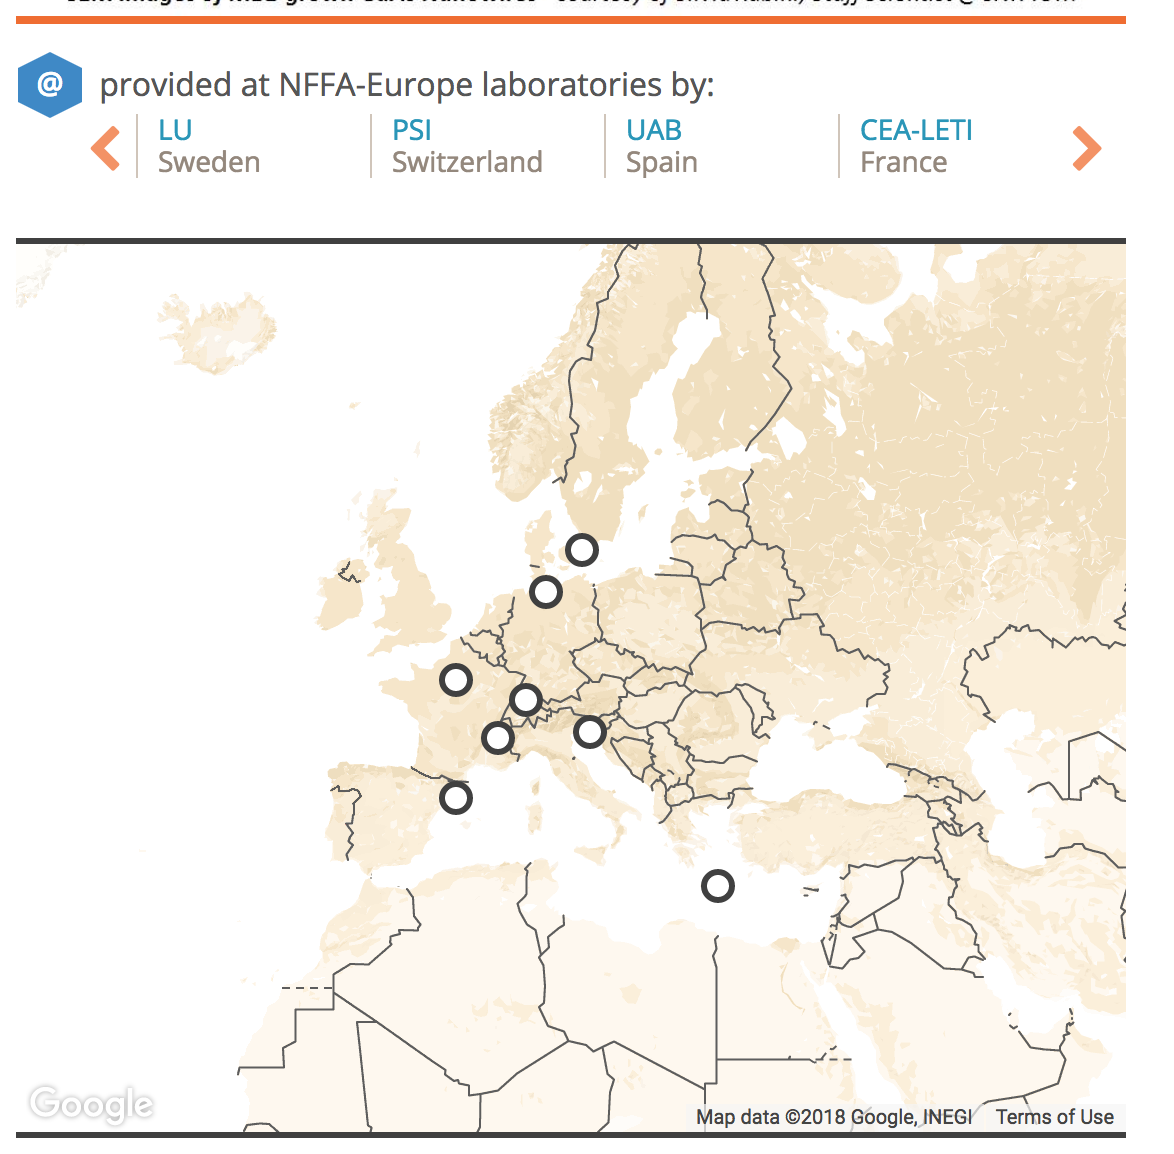 @ provided at NFFA-Europe laboratories by:
LU PSI UAB CEA-LETI
Sweden Switzerland Spain France
Google
Map data ©2018 Google, INEGI Terms of Use